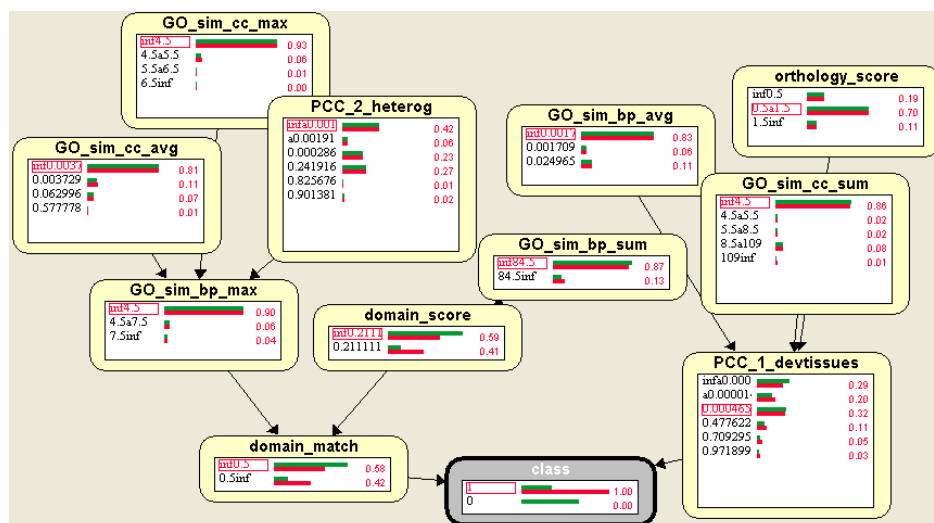 GO_sim_cc_max
inf4.5 0.93
4.5a5.5 0.06
5.5a6.5 0.01
6.5inf 0.00
PCC_2_heterog
infa0.001 0.42
a0.00191 0.06
0.000286 0.23
0.241916 0.27
0.825676 0.01
0.901381 0.02
GO_sim_bp_avg
inf0.0017 0.83
0.001709 0.06
0.024965 0.11
orthology_score
inf0.5 0.19
0.5a1.5 0.70
1.5inf 0.11
GO_sim_cc_avg
inf0.0037 0.81
0.003729 0.11
0.062996 0.07
0.577778 0.01
GO_sim_cc_sum
inf4.5 0.86
4.5a5.5 0.02
5.5a8.5 0.02
8.5a109 0.08
109inf 0.01
GO_sim_bp_sum
inf84.5 0.87
84.5inf 0.13
GO_sim_bp_max
inf4.5 0.90
4.5a7.5 0.06
7.5inf 0.04
domain_score
inf0.2111 0.59
0.211111 0.41
PCC_1_devtissues
infa0.000 0.29
a0.00001- 0.20
0.000465 0.32
0.477622 0.11
0.709295 0.05
0.971899 0.03
domain_match
inf0.5 0.58
0.5inf 0.42
class
1 1.00
0 0.00